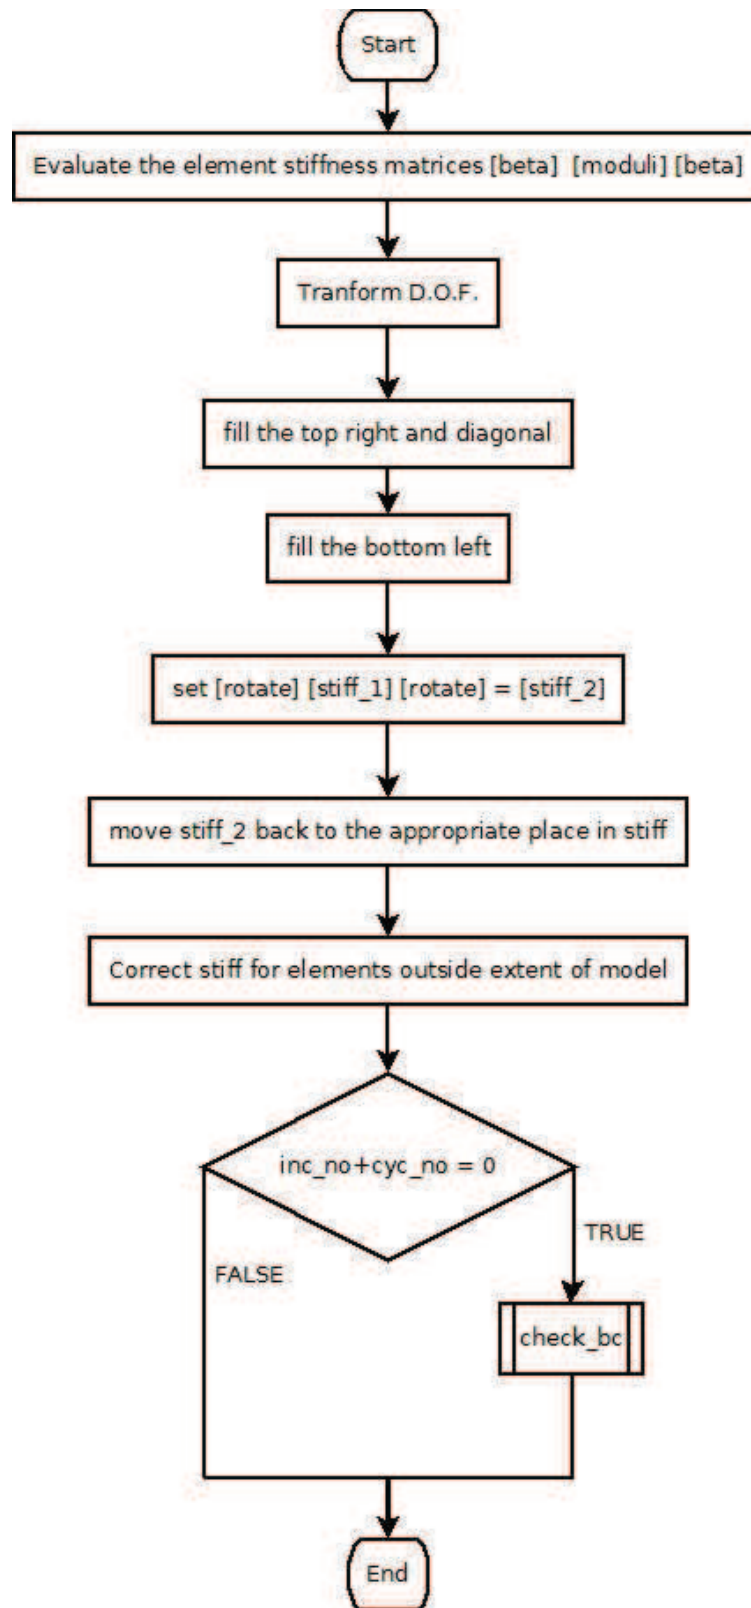 Start
Evaluate the element stiffness matrices [beta] [moduli] [beta]
Tranform D.O.F.
fill the top right and diagonal
fill the bottom left
set [rotate] [stiff_1] [rotate] = [stiff_2]
move stiff_2 back to the appropriate place in stiff
Correct stiff for elements outside extent of model
inc_no+cyc_no = 0
TRUE
FALSE
check_bc
End